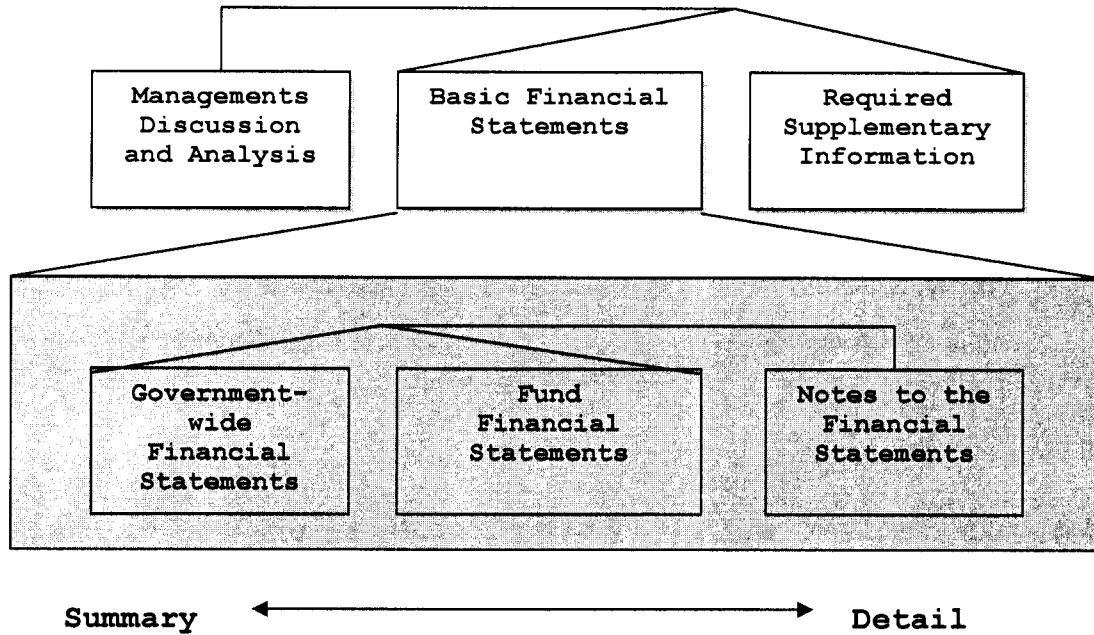 Managements
Discussion
and Analysis
Basic Financial
Statements
Required
Supplementary
Information
Government-
wide
Financial
Statements
Fund
Financial
Statements
Notes to the
Financial
Statements
Summary
Detail